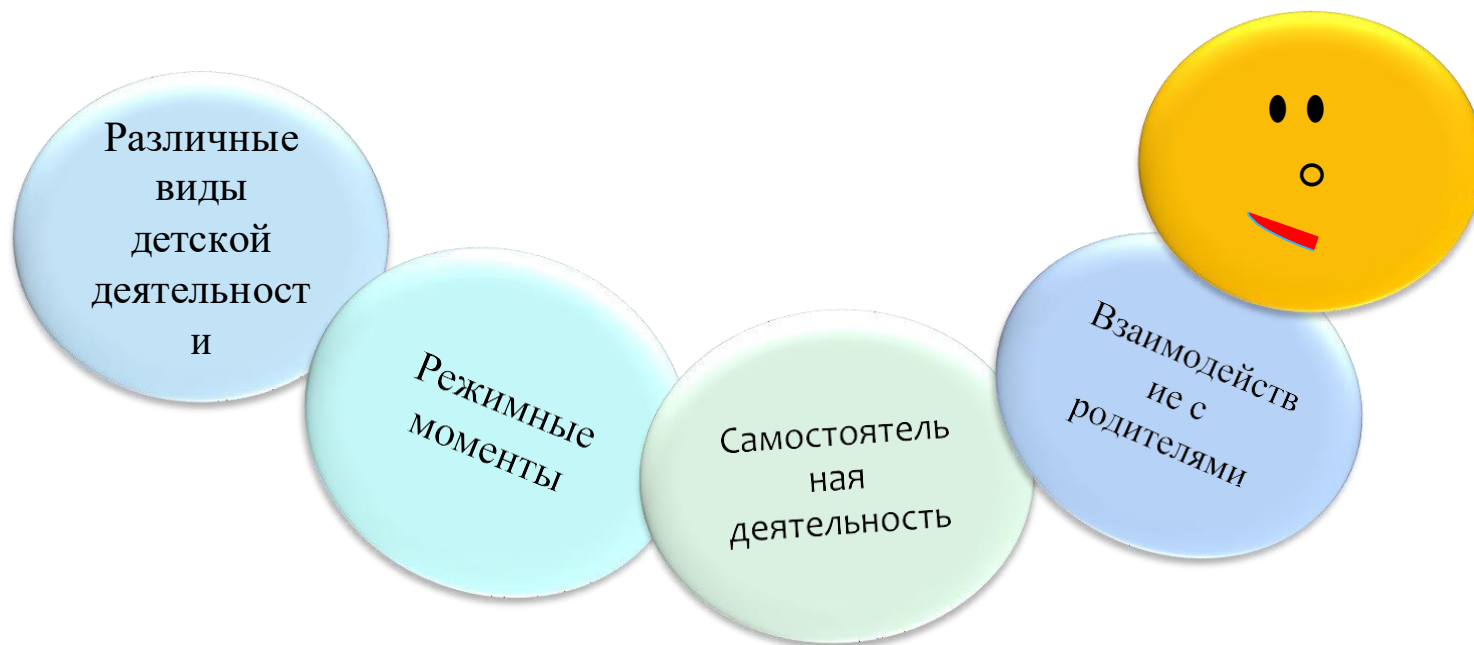 Различные
виды
детской
деятельност
и
Режимные
моменты
Самостоятель
ная
деятельность
Взаимодейств
ие с
родителями